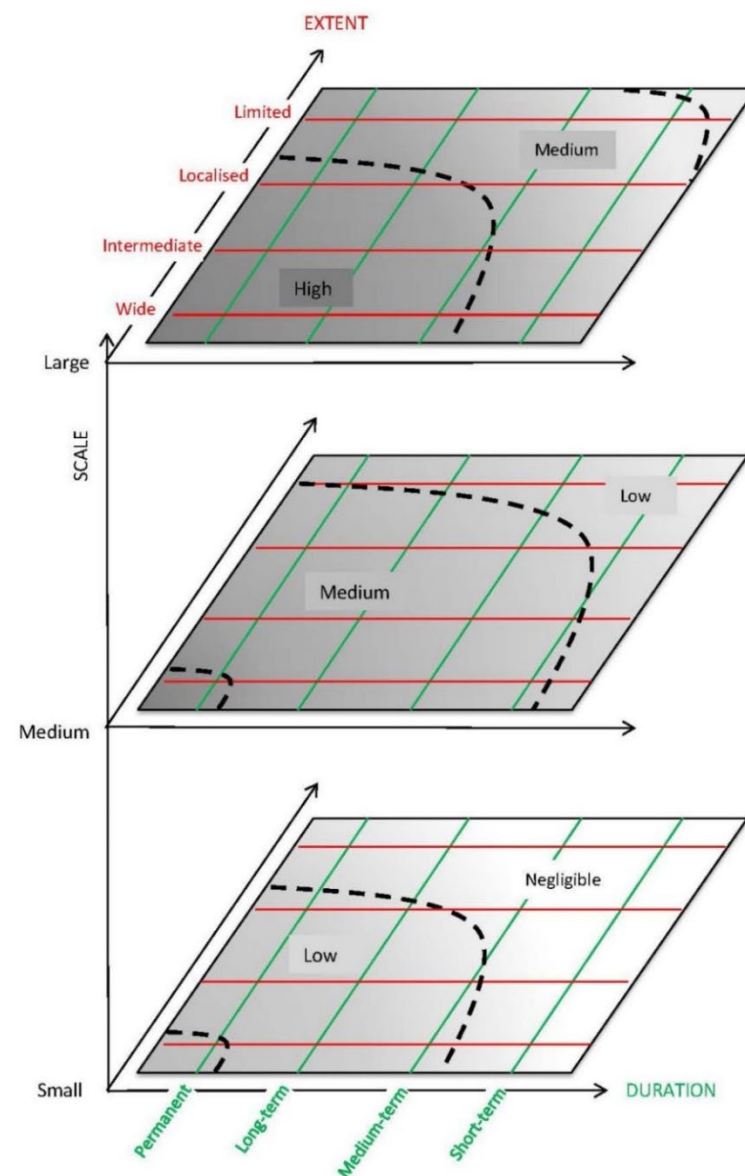 EXTENT
Limited
Medium
Localised
Intermediate
High
Wide
Large
SCALE
Low
Medium
Medium
Negligible
Low
Small
Permanent
Long-term
Medium-term
Short-term
DURATION